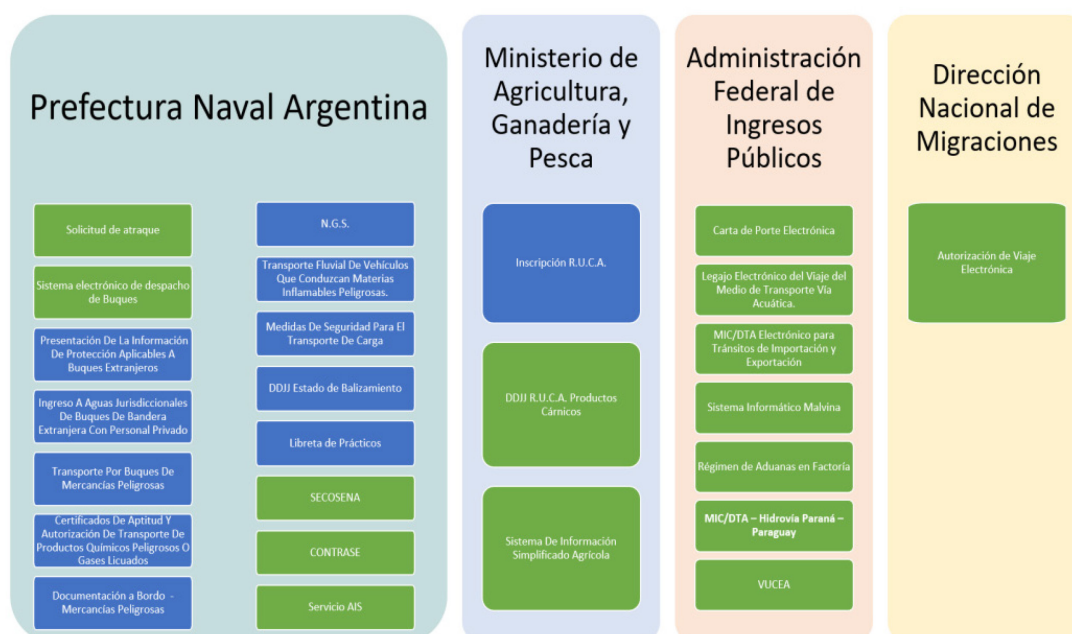 Prefectura Naval Argentina
Solicitud de atraque
Sistema electrónico de despacho
de Buques
Presentación De La Información
De Protección Aplicables A
Buques Extranjeros
Ingreso A Aguas Jurisdiccionales
De Buques De Bandera
Extranjera Con Personal Privado
Transporte Por Buques De
Mercancías Peligrosas
Certificados De Aptitud Y
Autorización De Transporte De
Productos Químicos Peligrosos O
Gases Licuados
Documentación a Bordo -
Mercancías Peligrosas
N.G.S.
Transporte Fluvial De Vehículos
Que Conduzcan Materias
Inflamables Peligrosas.
Medidas De Seguridad Para El
Transporte De Carga
DDJJ Estado de Balizamiento
Libreta de Prácticos
SECOSENA
CONTRASE
Servicio AIS
Ministerio de
Agricultura,
Ganadería y
Pesca
Inscripción R.U.C.A.
DDJJ R.U.C.A. Productos
Cárnicos
Sistema De Información
Simplificado Agrícola
Administración
Federal de
Ingresos
Públicos
Carta de Porte Electrónica
Legajo Electrónico del Viaje del
Medio de Transporte Vía
Acuática.
MIC/DTA Electrónico para
Tránsitos de Importación y
Exportación
Sistema Informático Malvina
Régimen de Aduanas en Factoría
MIC/DTA – Hidrovía Paraná –
Paraguay
VUCEA
Dirección
Nacional de
Migraciones
Autorización de Viaje
Electrónica